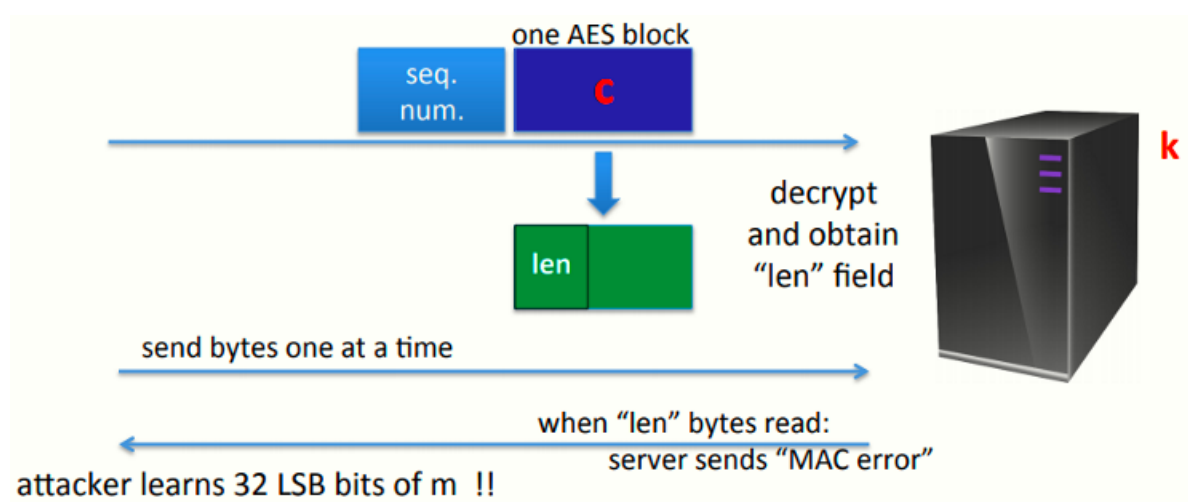 one AES block
seq.
num.
c
k
decrypt
and obtain
“len” field
len
send bytes one at a time
when “len” bytes read:
server sends “MAC error”
attacker learns 32 LSB bits of m !!